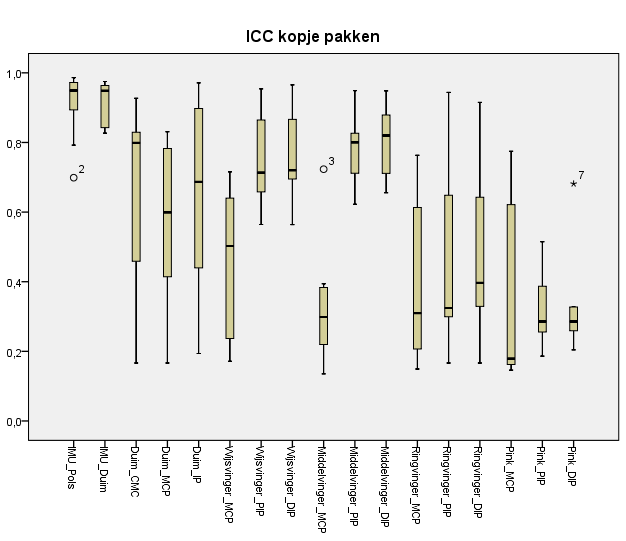 ICC kopje pakken
1,0
0,8
0,6
0,4
0,2
0,0
2
3
7
IMU_Pols
IMU_Duim
Duim_CMC
Duim_MCP
Duim_IP
Wijsvinger_MCP
Wijsvinger_PIP
Wijsvinger_DIP
Middelvinger_MCP
Middelvinger_PIP
Middelvinger_DIP
Ringvinger_MCP
Ringvinger_PIP
Ringvinger_DIP
Pink_MCP
Pink_PIP
Pink_DIP